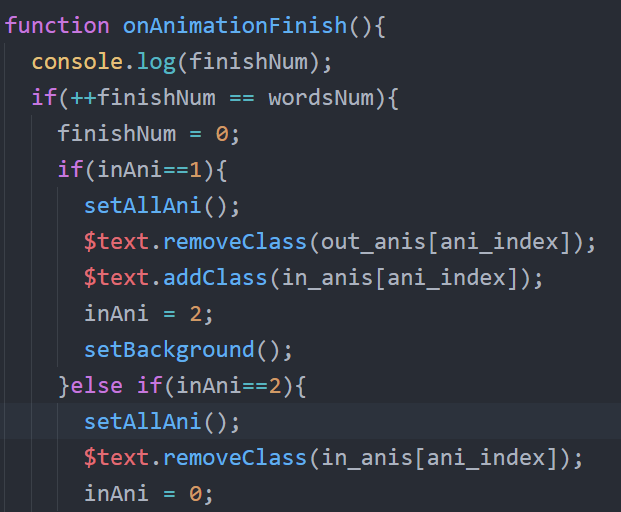 function onAnimationFinish(){
console.log(finishNum);
if(++finishNum == wordsNum){
finishNum = 0;
if(inAni==1){
setAllAni();
$text.removeClass(out_anis[ani_index]);
$text.addClass(in_anis[ani_index]);
inAni = 2;
setBackground();
}else if(inAni==2){
setAllAni();
$text.removeClass(in_anis[ani_index]);
inAni = 0;